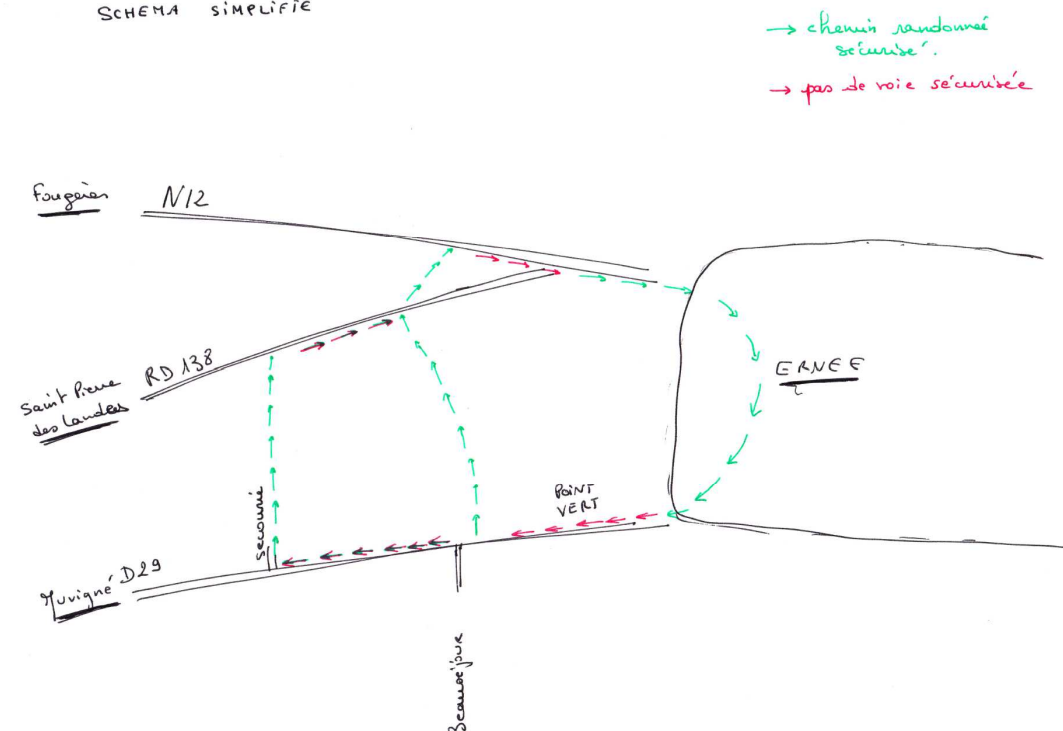 SCHEMA SIMPLIFIE
→ chemin randonneé
sécurisé.
→ pas de voie sécurisée
Fougères N12
Saint Pierre
des Landes
RD 138
ERNEE
POINT
VERT
Juvigné D29
Beauséjour